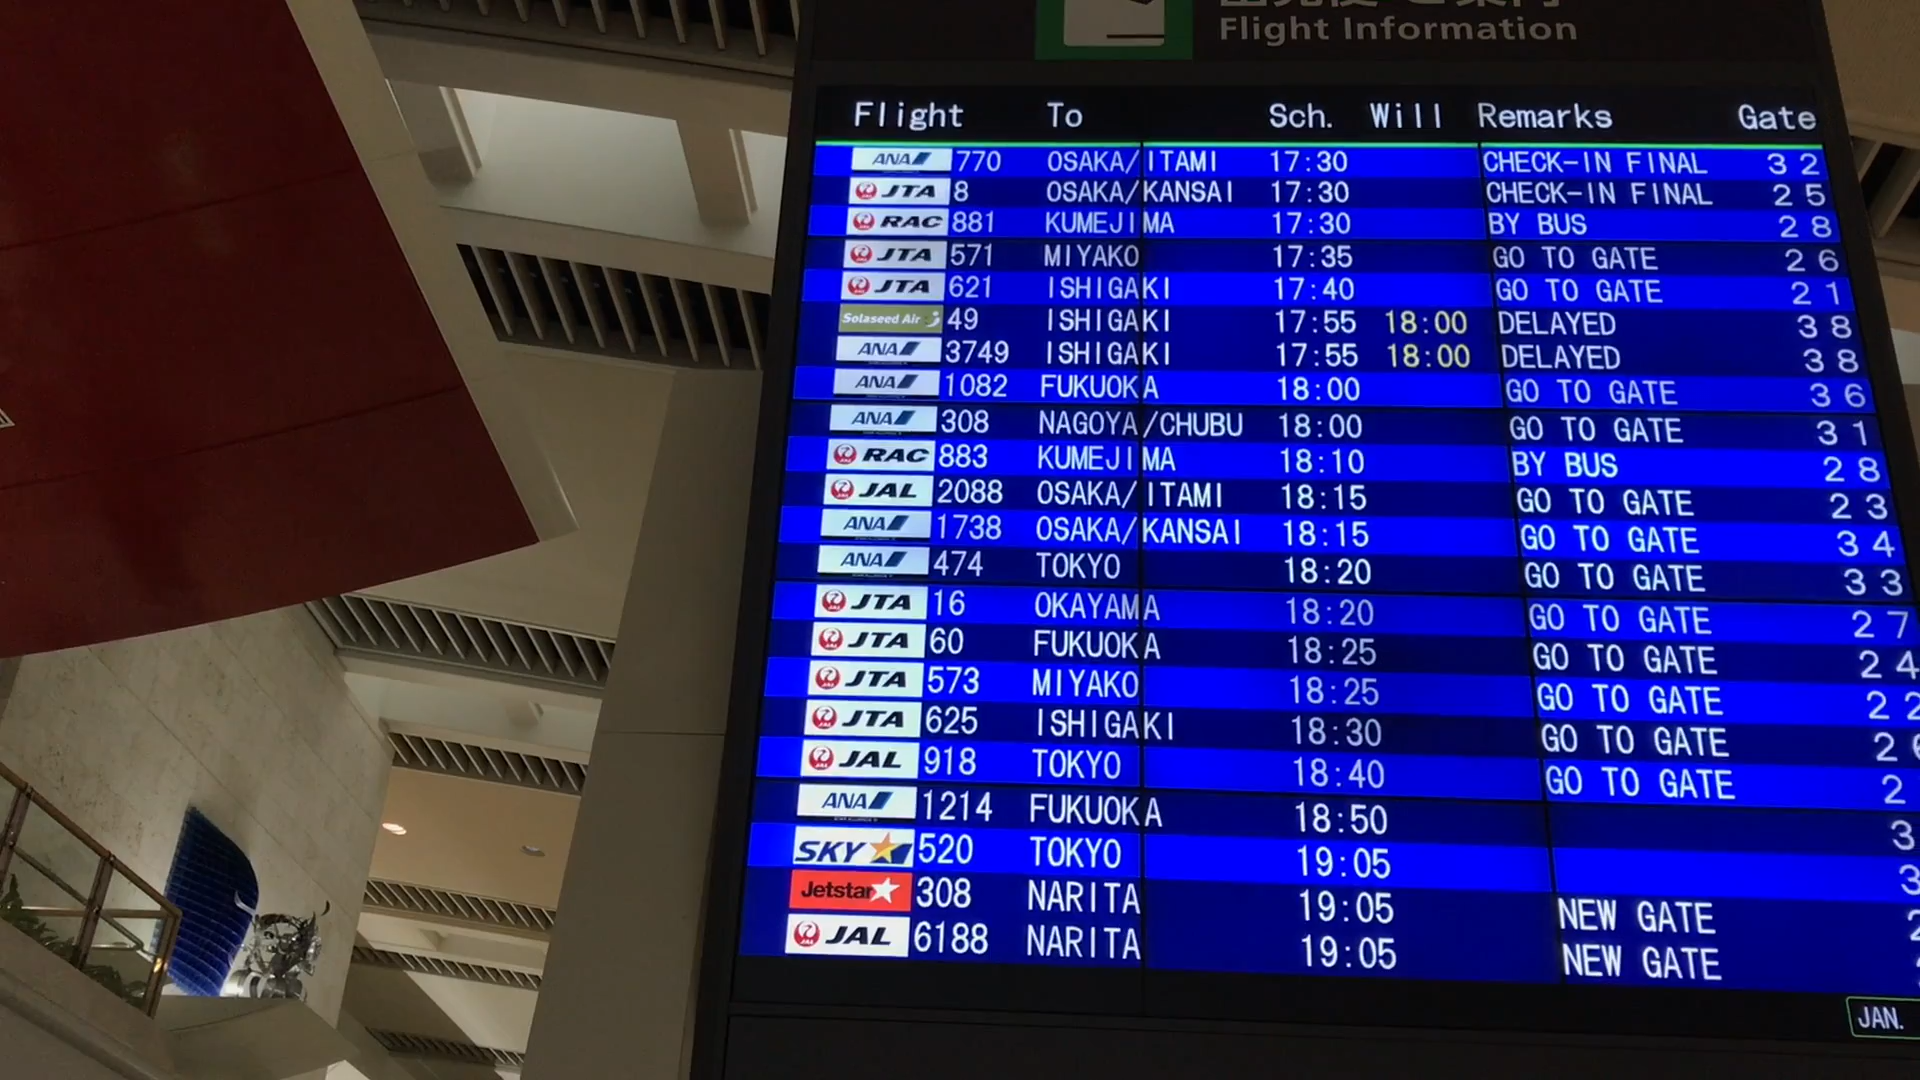 Flight Information
Flight To Sch. Will Remarks Gate
ANA 770 OSAKA/ITAMI 17:30 CHECK-IN FINAL 32
JTA 8 OSAKA/KANSAI 17:30 CHECK-IN FINAL 25
RAC 881 KUMEJIMA 17:30 BY BUS 28
JTA 571 MIYAKO 17:35 GO TO GATE 26
JTA 621 ISHIGAKI 17:40 GO TO GATE 21
Solaseed Air 49 ISHIGAKI 17:55 18:00 DELAYED 38
ANA 3749 ISHIGAKI 17:55 18:00 DELAYED 38
ANA 1082 FUKUOKA 18:00 GO TO GATE 36
ANA 308 NAGOYA/CHUBU 18:00 GO TO GATE 31
RAC 883 KUMEJIMA 18:10 BY BUS 28
JAL 2088 OSAKA/ITAMI 18:15 GO TO GATE 23
ANA 1738 OSAKA/KANSAI 18:15 GO TO GATE 34
ANA 474 TOKYO 18:20 GO TO GATE 33
JTA 16 OKAYAMA 18:20 GO TO GATE 27
JTA 60 FUKUOKA 18:25 GO TO GATE 24
JTA 573 MIYAKO 18:25 GO TO GATE 22
JTA 625 ISHIGAKI 18:30 GO TO GATE 26
JAL 918 TOKYO 18:40 GO TO GATE 2
ANA 1214 FUKUOKA 18:50 3
SKY 520 TOKYO 19:05 3
Jetstar 308 NARITA 19:05 NEW GATE 2
JAL 6188 NARITA 19:05 NEW GATE
JAN.